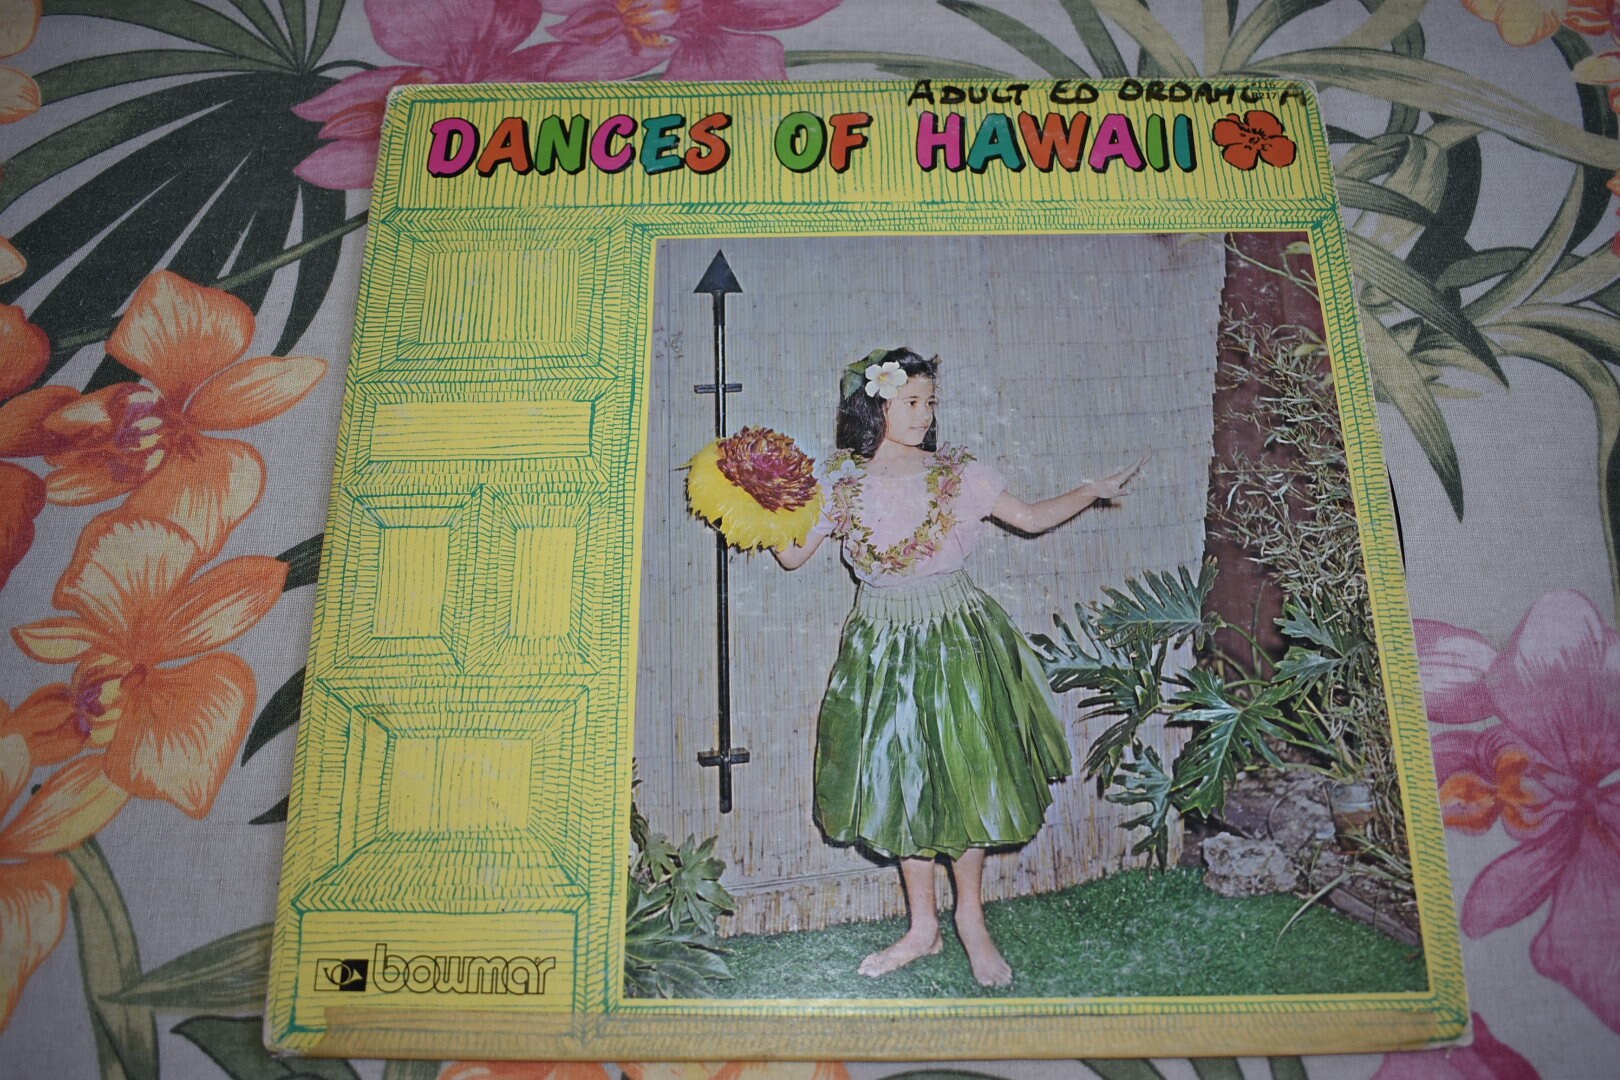 ADULT ED
DANCES OF HAWAII
bowmar